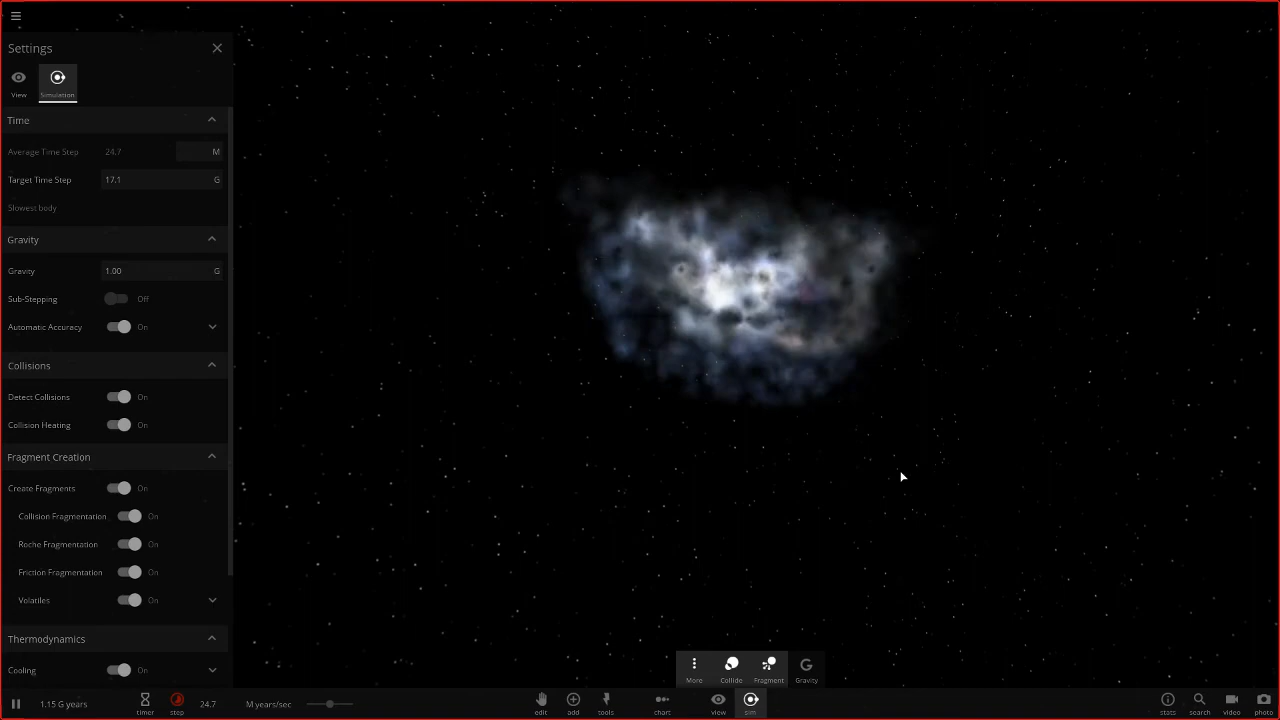 Settings
View
Simulation
Time
Average Time Step 24.7 M
Target Time Step 17.1 G
Slowest body
Gravity
Gravity 1.00 G
Sub-Stepping Off
Automatic Accuracy On
Collisions
Detect Collisions On
Collision Heating On
Fragment Creation
Create Fragments On
Collision Fragmentation On
Roche Fragmentation On
Friction Fragmentation On
Volatiles On
Thermodynamics
Cooling On
More Collide Fragment Gravity
1.15 G years timer step 24.7 M years/sec edit add tools chart view sim stats search video photo